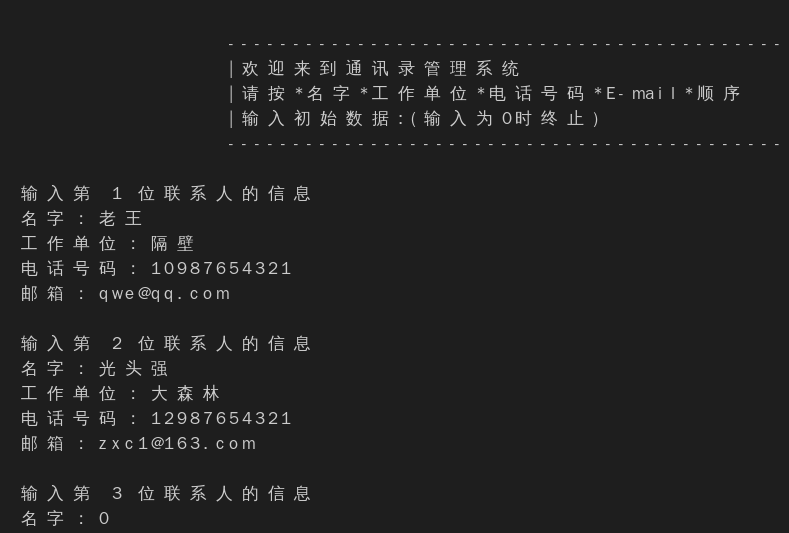 -------------------------------------------
|欢迎来到通讯录管理系统
|请按*名字*工作单位*电话号码*E-mail*顺序
|输入初始数据:(输入为0时终止)
-------------------------------------------
输入第 1 位联系人的信息
名字:老王
工作单位:隔壁
电话号码:10987654321
邮箱:qwe@qq.com
输入第 2 位联系人的信息
名字:光头强
工作单位:大森林
电话号码:12987654321
邮箱:zxc1@163.com
输入第 3 位联系人的信息
名字:0